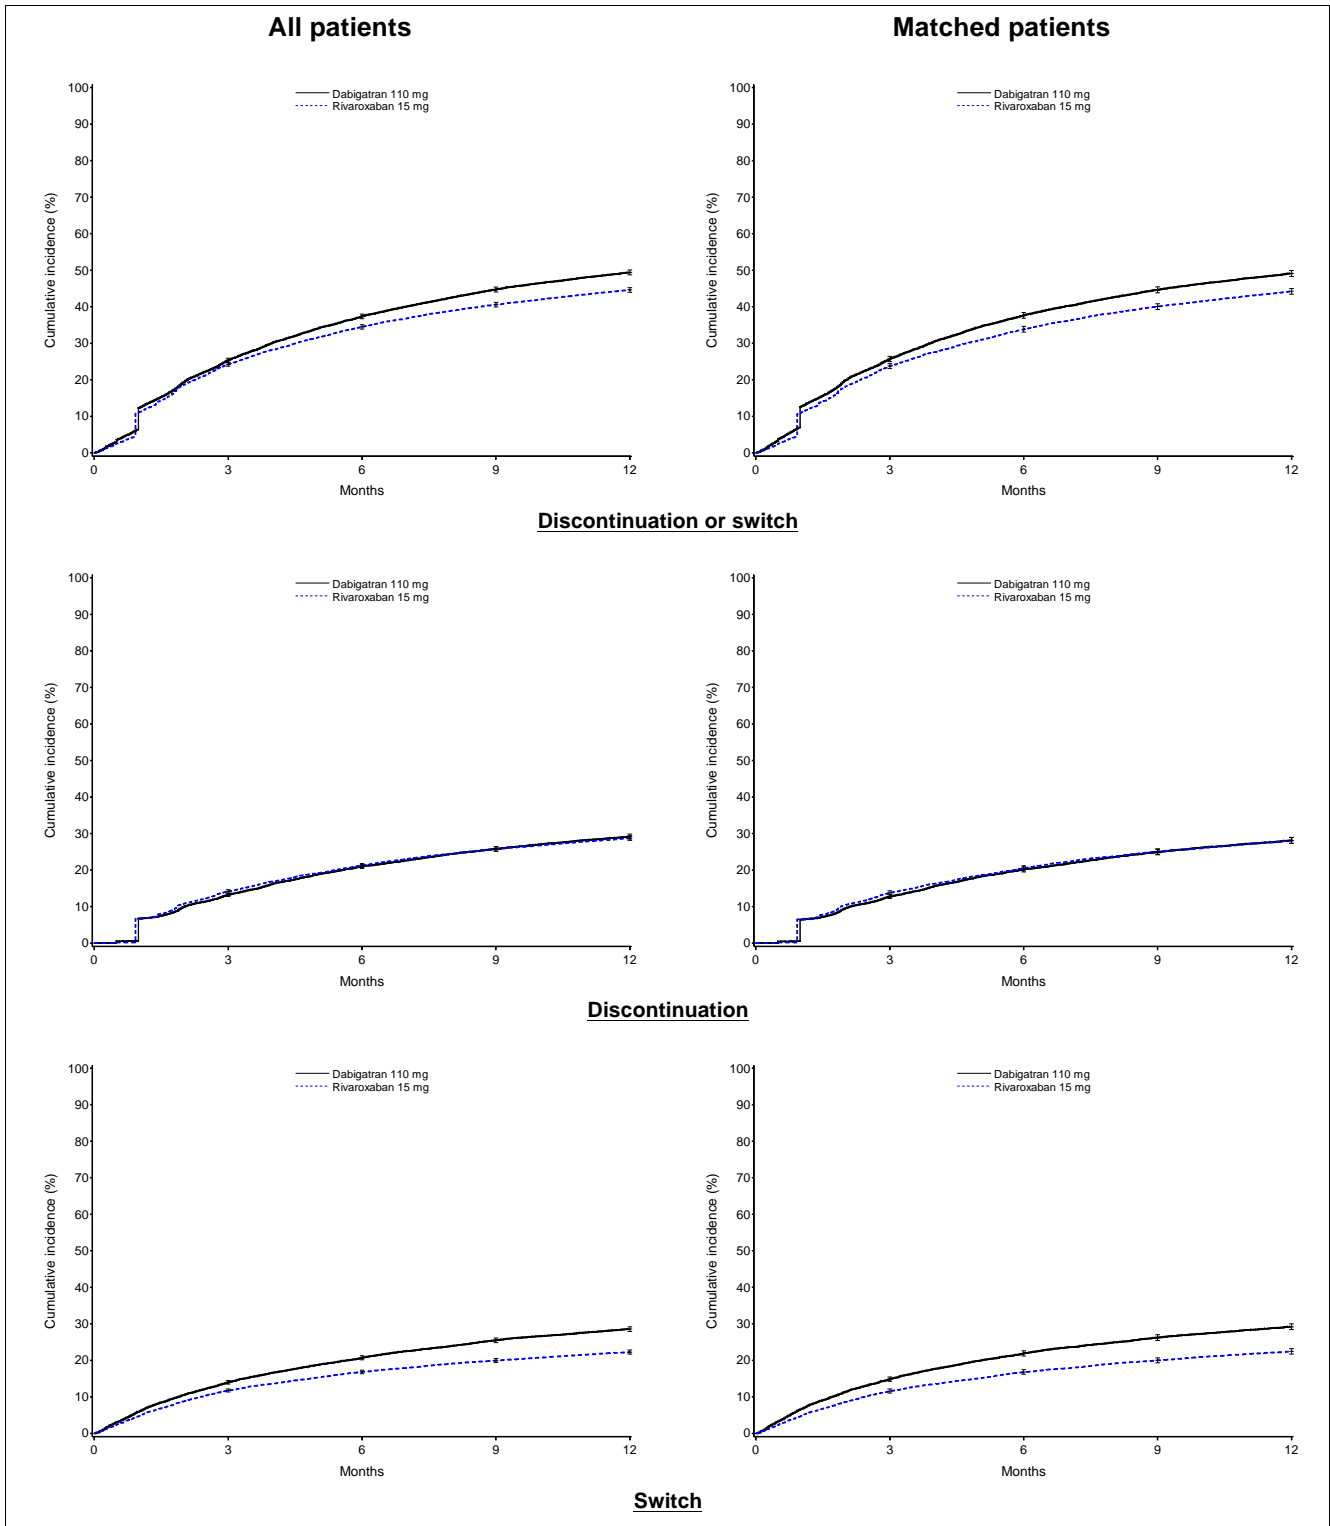 All patients
Matched patients
Dabigatran 110 mg
Rivaroxaban 15 mg
Cumulative incidence (%)
100
90
80
70
60
50
40
30
20
10
0
0 3 6 9 12
Months
Dabigatran 110 mg
Rivaroxaban 15 mg
Cumulative incidence (%)
100
90
80
70
60
50
40
30
20
10
0
0 3 6 9 12
Months
Discontinuation or switch
Dabigatran 110 mg
Rivaroxaban 15 mg
Cumulative incidence (%)
100
90
80
70
60
50
40
30
20
10
0
0 3 6 9 12
Months
Dabigatran 110 mg
Rivaroxaban 15 mg
Cumulative incidence (%)
100
90
80
70
60
50
40
30
20
10
0
0 3 6 9 12
Months
Discontinuation
Dabigatran 110 mg
Rivaroxaban 15 mg
Cumulative incidence (%)
100
90
80
70
60
50
40
30
20
10
0
0 3 6 9 12
Months
Dabigatran 110 mg
Rivaroxaban 15 mg
Cumulative incidence (%)
100
90
80
70
60
50
40
30
20
10
0
0 3 6 9 12
Months
Switch